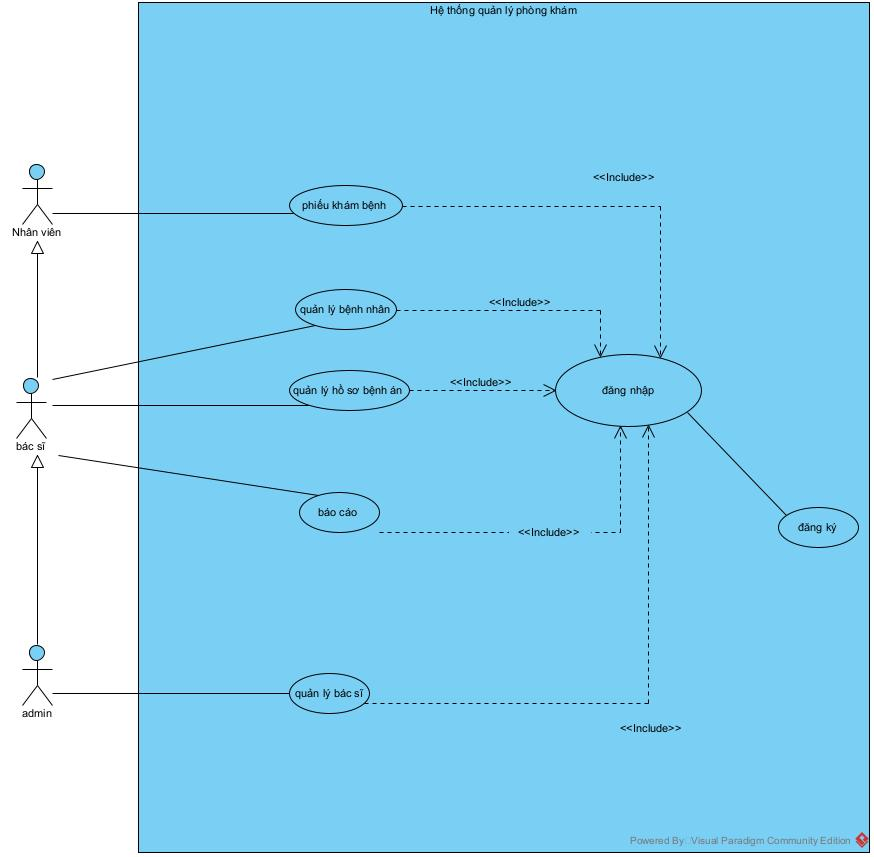 Hệ thống quản lý phòng khám
<<Include>>
phiếu khám bệnh
Nhân viên
<<Include>>
quản lý bệnh nhân
<<Include>>
quản lý hồ sơ bệnh án
đăng nhập
bác sĩ
báo cáo
<<Include>>
đăng ký
quản lý bác sĩ
admin
<<Include>>
Powered By: Visual Paradigm Community Edition